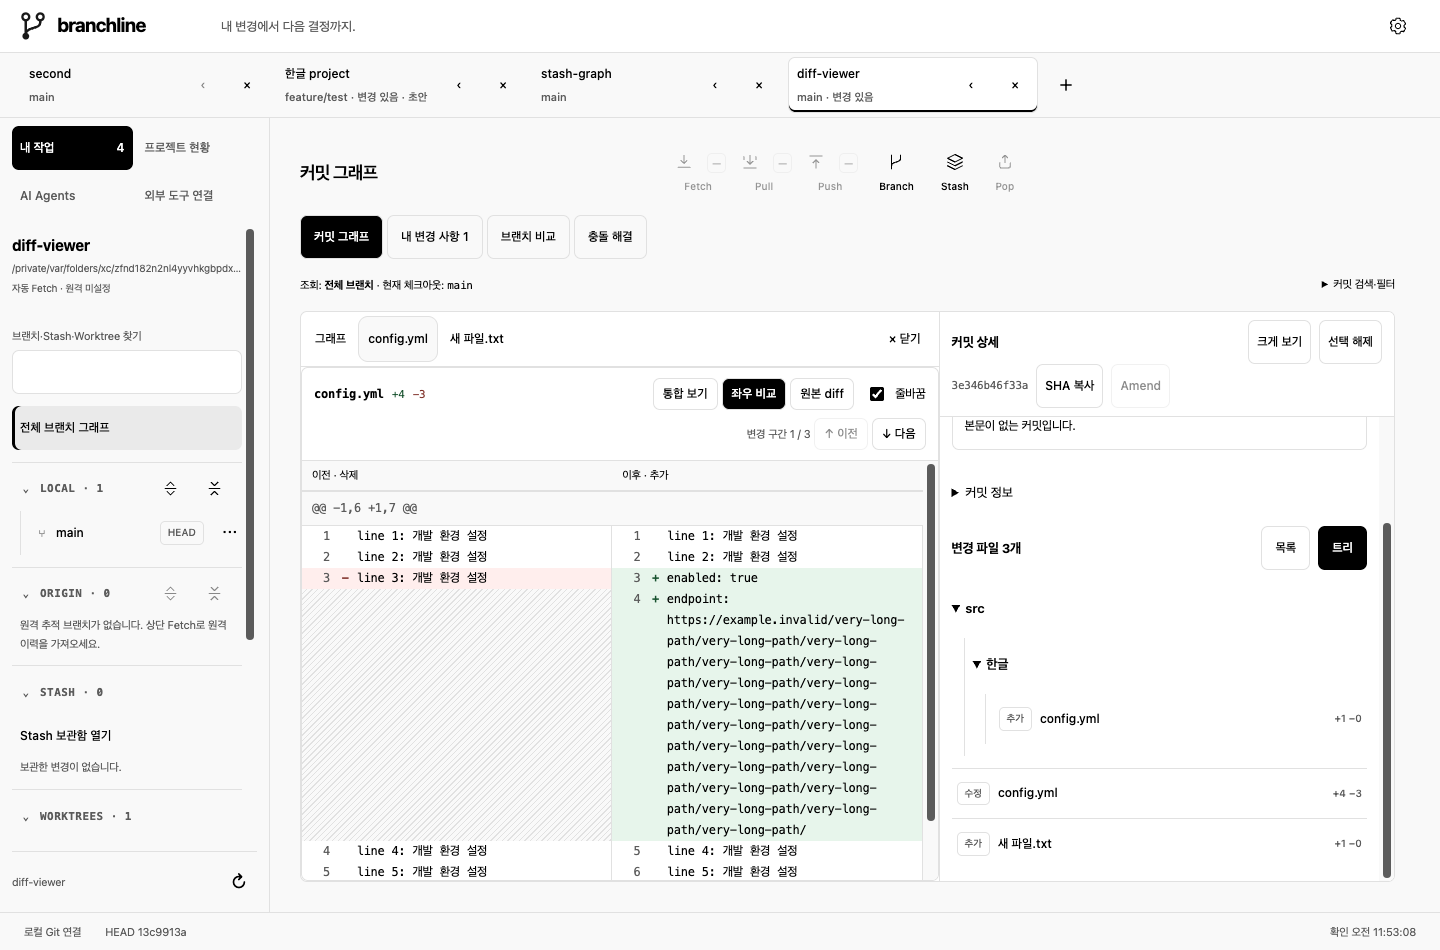 branchline
내 변경에서 다음 결정까지.
second
main
한글 project
feature/test · 변경 있음 · 초안
stash-graph
main
diff-viewer
main · 변경 있음
내 작업 4
프로젝트 현황
AI Agents
외부 도구 연결
diff-viewer
/private/var/folders/xc/zfnd182n2nl4yyvhkgbpdx...
자동 Fetch · 원격 미설정
브랜치·Stash·Worktree 찾기
전체 브랜치 그래프
LOCAL · 1
main HEAD
ORIGIN · 0
원격 추적 브랜치가 없습니다. 상단 Fetch로 원격
이력을 가져오세요.
STASH · 0
Stash 보관함 열기
보관한 변경이 없습니다.
WORKTREES · 1
diff-viewer
커밋 그래프
Fetch
Pull
Push
Branch
Stash
Pop
커밋 그래프
내 변경 사항 1
브랜치 비교
충돌 해결
조회: 전체 브랜치 · 현재 체크아웃: main
▶ 커밋 검색·필터
그래프
config.yml
새 파일.txt
× 닫기
config.yml +4 −3
통합 보기
좌우 비교
원본 diff
줄바꿈
변경 구간 1 / 3
↑ 이전
↓ 다음
이전 · 삭제
이후 · 추가
@@ -1,6 +1,7 @@
1 line 1: 개발 환경 설정
2 line 2: 개발 환경 설정
3 − line 3: 개발 환경 설정
4 line 4: 개발 환경 설정
5 line 5: 개발 환경 설정
1 line 1: 개발 환경 설정
2 line 2: 개발 환경 설정
3 + enabled: true
4 + endpoint:
https://example.invalid/very-long-
path/very-long-path/very-long-
path/very-long-path/very-long-
path/very-long-path/very-long-
path/very-long-path/very-long-
path/very-long-path/very-long-
path/very-long-path/very-long-
path/very-long-path/very-long-
path/very-long-path/very-long-
path/very-long-path/very-long-
path/very-long-path/
5 line 4: 개발 환경 설정
6 line 5: 개발 환경 설정
커밋 상세
크게 보기
선택 해제
3e346b46f33a
SHA 복사
Amend
본문이 없는 커밋입니다.
▶ 커밋 정보
변경 파일 3개
목록
트리
▼ src
▼ 한글
추가 config.yml +1 −0
수정 config.yml +4 −3
추가 새 파일.txt +1 −0
로컬 Git 연결
HEAD 13c9913a
확인 오전 11:53:08